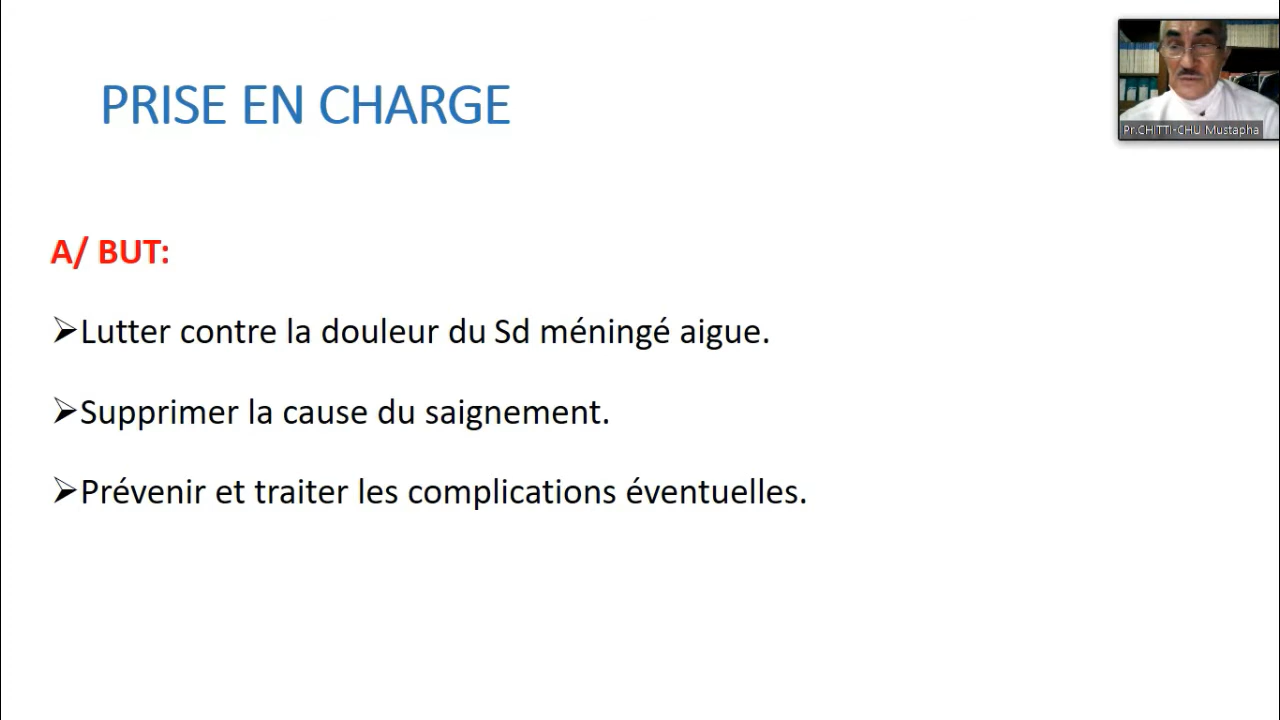 PRISE EN CHARGE
Pr.CHITTI-CHU Mustapha
A/ BUT:
➢Lutter contre la douleur du Sd méningé aigue.
➢Supprimer la cause du saignement.
➢Prévenir et traiter les complications éventuelles.